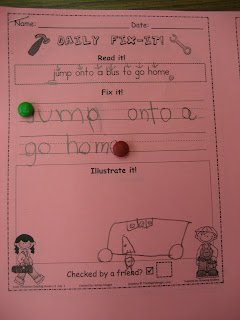 Name: Date:
DAILY FIX-IT!
Read it!
jump onto a bus to go home.
Fix it!
Jump onto a
go home
Illustrate it!
Checked by a friend?